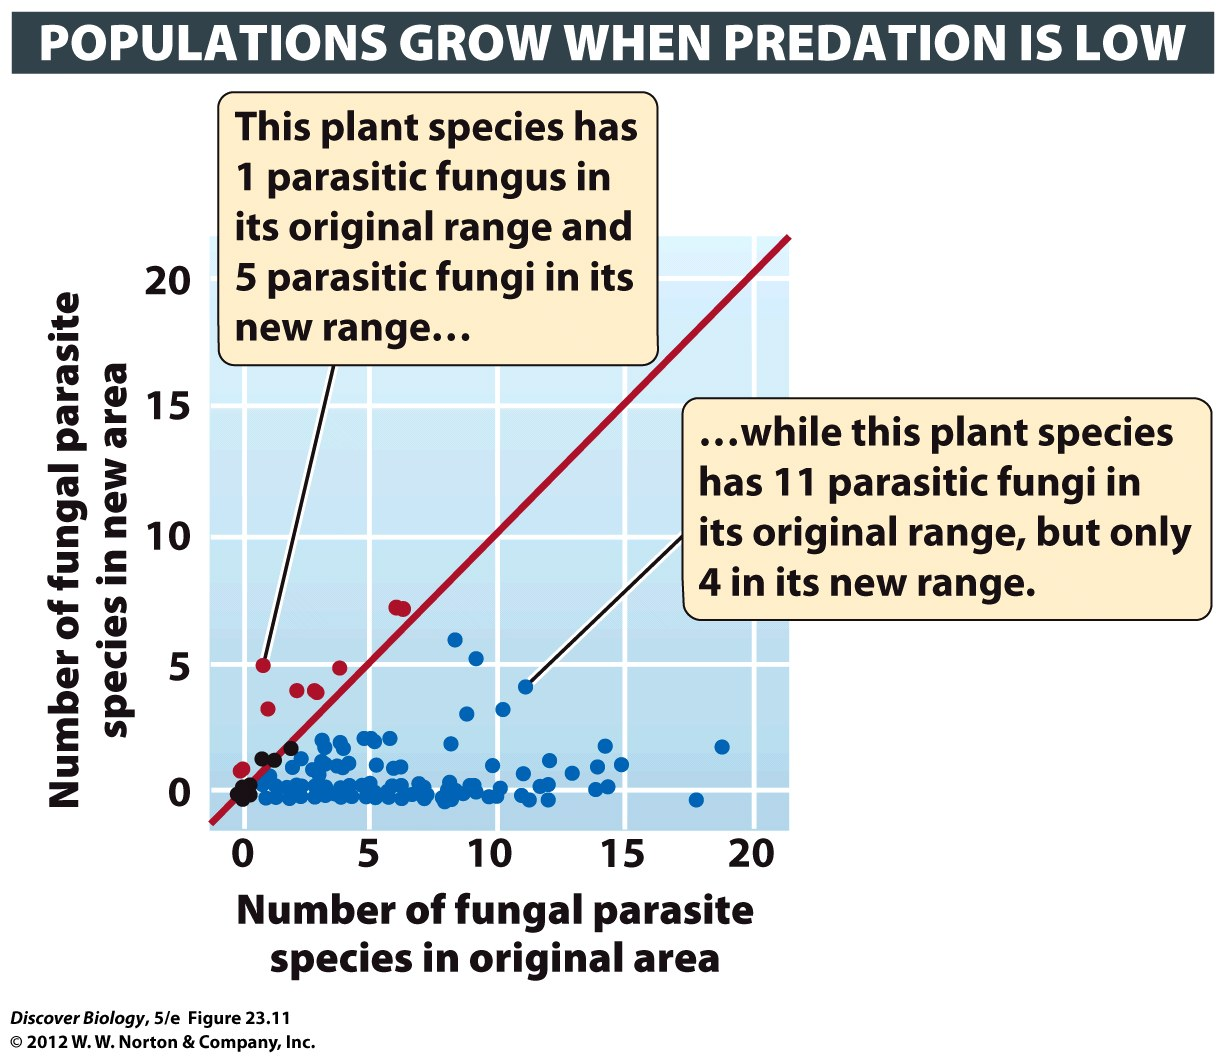 POPULATIONS GROW WHEN PREDATION IS LOW
This plant species has
1 parasitic fungus in
its original range and
5 parasitic fungi in its
new range…
…while this plant species
has 11 parasitic fungi in
its original range, but only
4 in its new range.
Number of fungal parasite
species in new area
20
15
10
5
0
0 5 10 15 20
Number of fungal parasite
species in original area
Discover Biology, 5/e Figure 23.11
© 2012 W. W. Norton & Company, Inc.